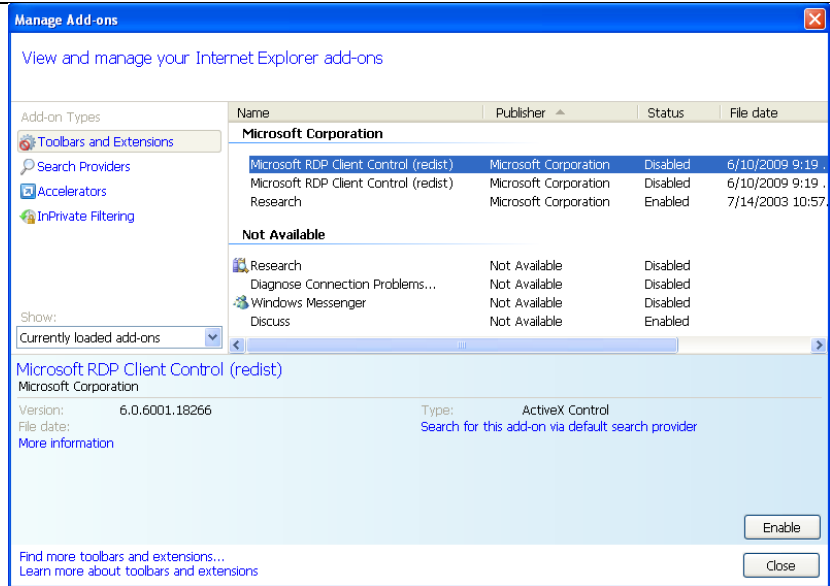 Manage Add-ons
View and manage your Internet Explorer add-ons
Add-on Types
Toolbars and Extensions
Search Providers
Accelerators
InPrivate Filtering
Show:
Currently loaded add-ons
Name Publisher Status File date
Microsoft Corporation
Microsoft RDP Client Control (redist) Microsoft Corporation Disabled 6/10/2009 9:19 .
Microsoft RDP Client Control (redist) Microsoft Corporation Disabled 6/10/2009 9:19 .
Research Microsoft Corporation Enabled 7/14/2003 10:57.
Not Available
Research Not Available Disabled
Diagnose Connection Problems... Not Available Disabled
Windows Messenger Not Available Disabled
Discuss Not Available Enabled
Microsoft RDP Client Control (redist)
Microsoft Corporation
Version: 6.0.6001.18266 Type: ActiveX Control
File date: Search for this add-on via default search provider
More information
Enable
Find more toolbars and extensions...
Learn more about toolbars and extensions
Close